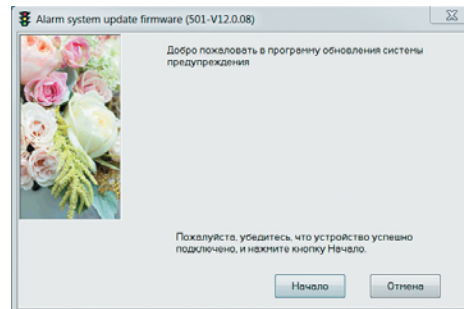 Alarm system update firmware (501-V12.0.08)
Добро пожаловать в программу обновления системы
предупреждения
Пожалуйста, убедитесь, что устройство успешно
подключено, и нажмите кнопку Начало.
Начало
Отмена